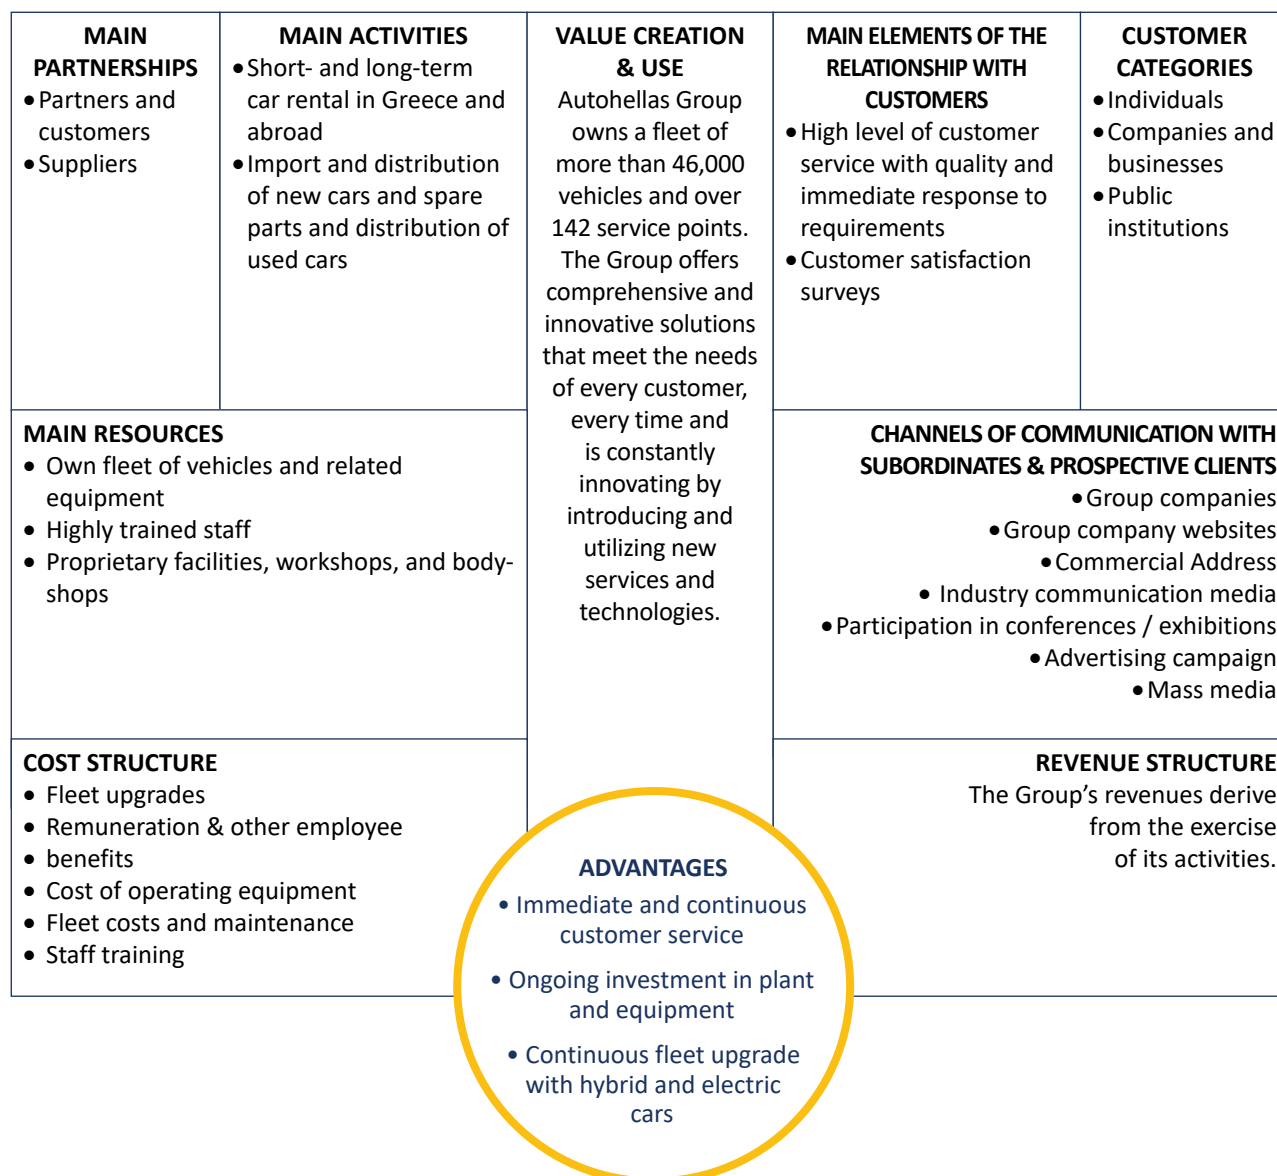 MAIN
PARTNERSHIPS
• Partners and
customers
• Suppliers
MAIN ACTIVITIES
• Short- and long-term
car rental in Greece and
abroad
• Import and distribution
of new cars and spare
parts and distribution of
used cars
VALUE CREATION
& USE
Autohellas Group
owns a fleet of
more than 46,000
vehicles and over
142 service points.
The Group offers
comprehensive and
innovative solutions
that meet the needs
of every customer,
every time and
is constantly
innovating by
introducing and
utilizing new
services and
technologies.
MAIN ELEMENTS OF THE
RELATIONSHIP WITH
CUSTOMERS
• High level of customer
service with quality and
immediate response to
requirements
• Customer satisfaction
surveys
CUSTOMER
CATEGORIES
• Individuals
• Companies and
businesses
• Public
institutions
MAIN RESOURCES
• Own fleet of vehicles and related
equipment
• Highly trained staff
• Proprietary facilities, workshops, and body-
shops
CHANNELS OF COMMUNICATION WITH
SUBORDINATES & PROSPECTIVE CLIENTS
• Group companies
• Group company websites
• Commercial Address
• Industry communication media
• Participation in conferences / exhibitions
• Advertising campaign
• Mass media
COST STRUCTURE
• Fleet upgrades
• Remuneration & other employee
• benefits
• Cost of operating equipment
• Fleet costs and maintenance
• Staff training
REVENUE STRUCTURE
The Group's revenues derive
from the exercise
of its activities.
ADVANTAGES
• Immediate and continuous
customer service
• Ongoing investment in plant
and equipment
• Continuous fleet upgrade
with hybrid and electric
cars